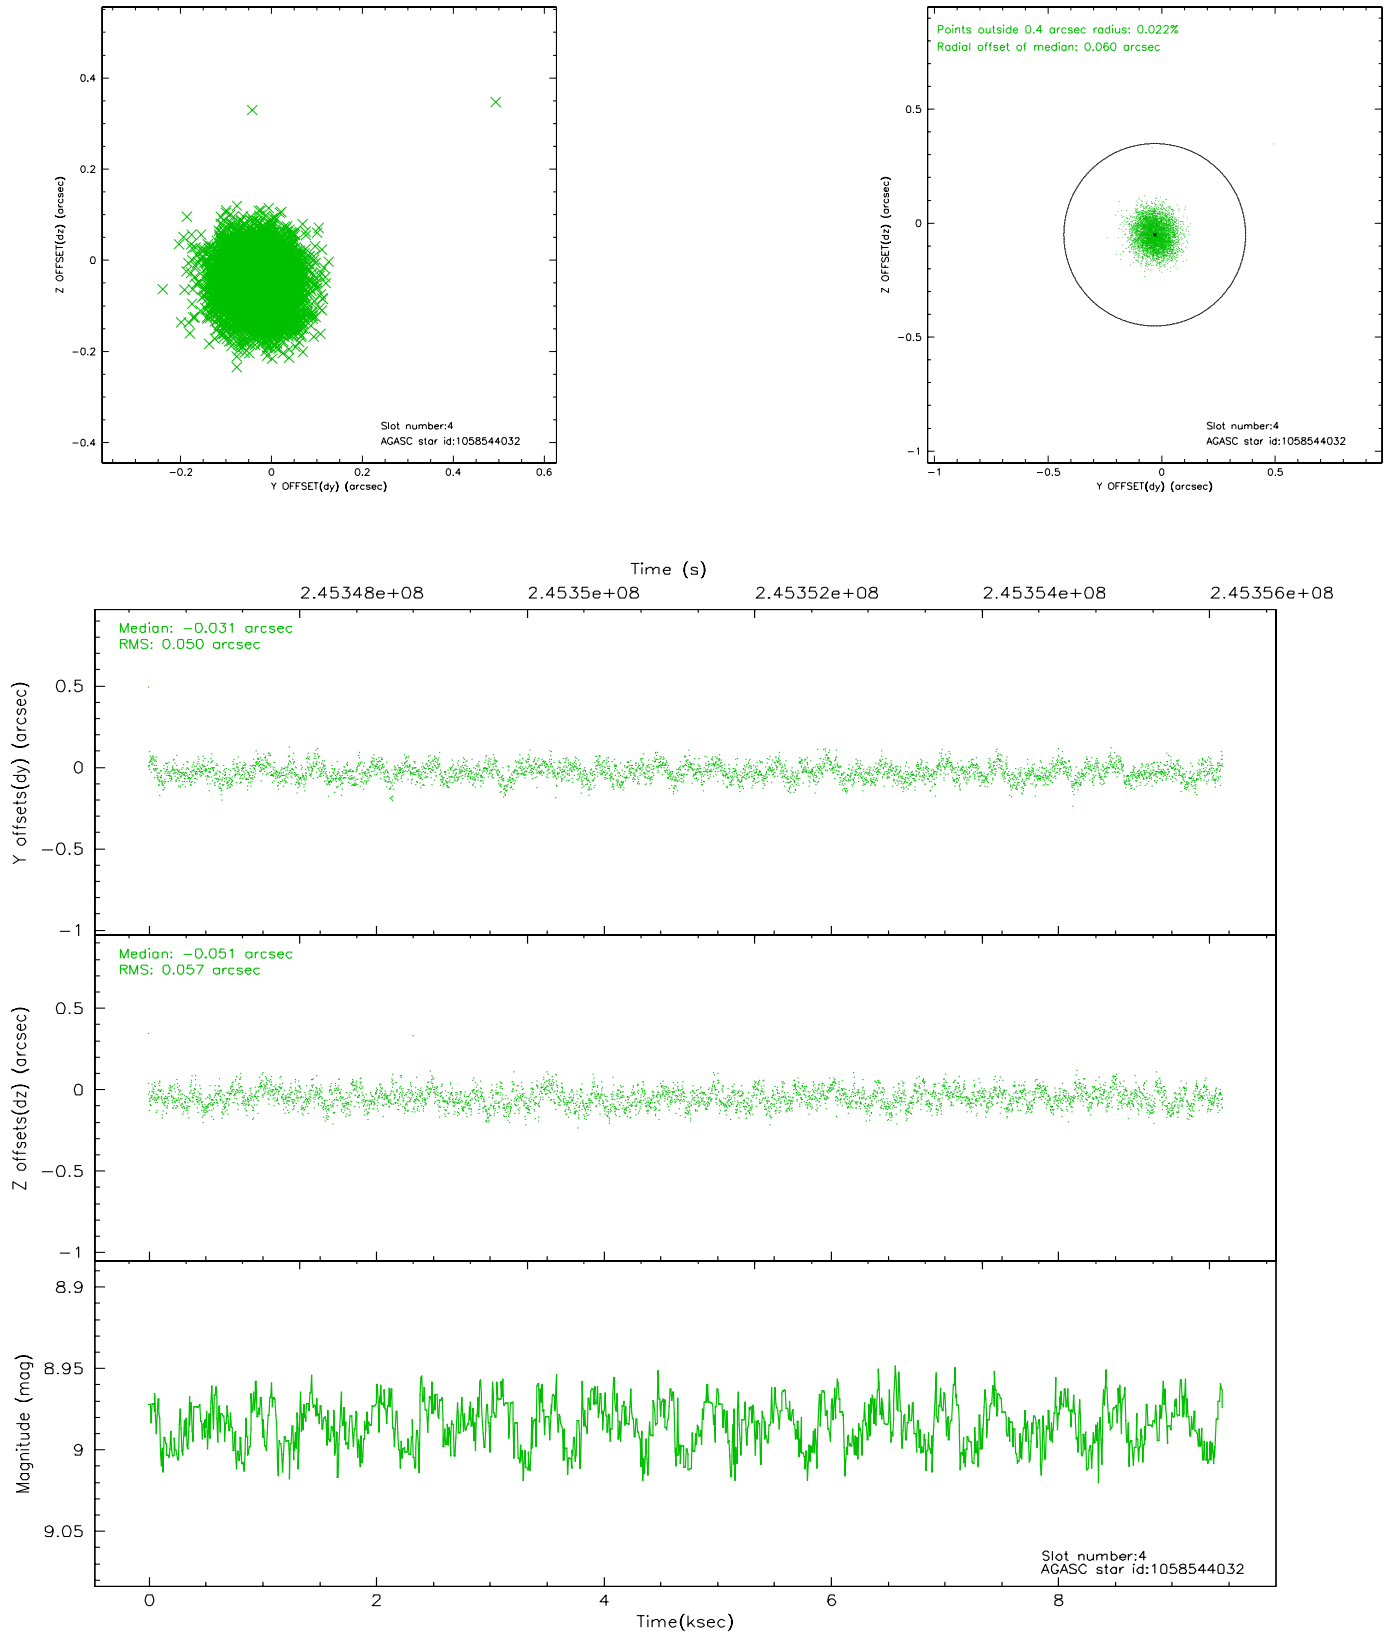 0.4
0.2
0
−0.2
−0.4
Z OFFSET(dz) (arcsec)
Slot number:4
AGASC star id:1058544032
−0.2 0 0.2 0.4 0.6
Y OFFSET(dy) (arcsec)
Points outside 0.4 arcsec radius: 0.022%
Radial offset of median: 0.060 arcsec
0.5
0
−0.5
−1
Z OFFSET(dz) (arcsec)
Slot number:4
AGASC star id:1058544032
−1 −0.5 0 0.5
Y OFFSET(dy) (arcsec)
Time (s)
2.45348e+08 2.4535e+08 2.45352e+08 2.45354e+08 2.45356e+08
Median: −0.031 arcsec
RMS: 0.050 arcsec
0.5
0
−0.5
−1
Y offsets(dy) (arcsec)
Median: −0.051 arcsec
RMS: 0.057 arcsec
0.5
0
−0.5
−1
Z offsets(dz) (arcsec)
8.9
8.95
9
9.05
Magnitude (mag)
Slot number:4
AGASC star id:1058544032
0 2 4 6 8
Time(ksec)